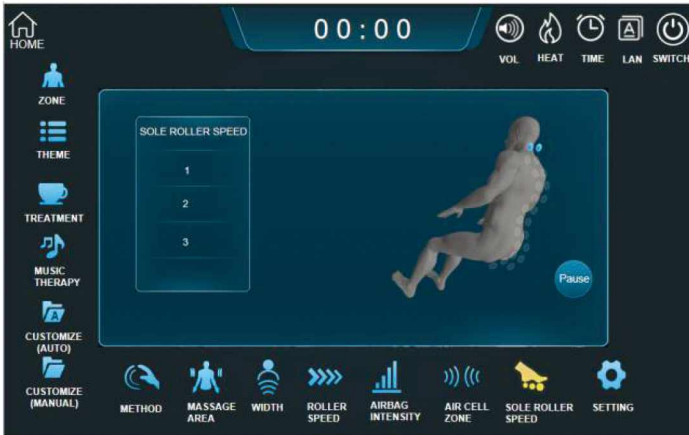 HOME
00:00
VOL
HEAT
TIME
A
LAN
SWITCH
ZONE
THEME
TREATMENT
MUSIC
THERAPY
A
CUSTOMIZE
(AUTO)
CUSTOMIZE
(MANUAL)
SOLE ROLLER SPEED
1
2
3
Pause
METHOD
MASSAGE
AREA
WIDTH
ROLLER
SPEED
AIRBAG
INTENSITY
AIR CELL
ZONE
SOLE ROLLER
SPEED
SETTING